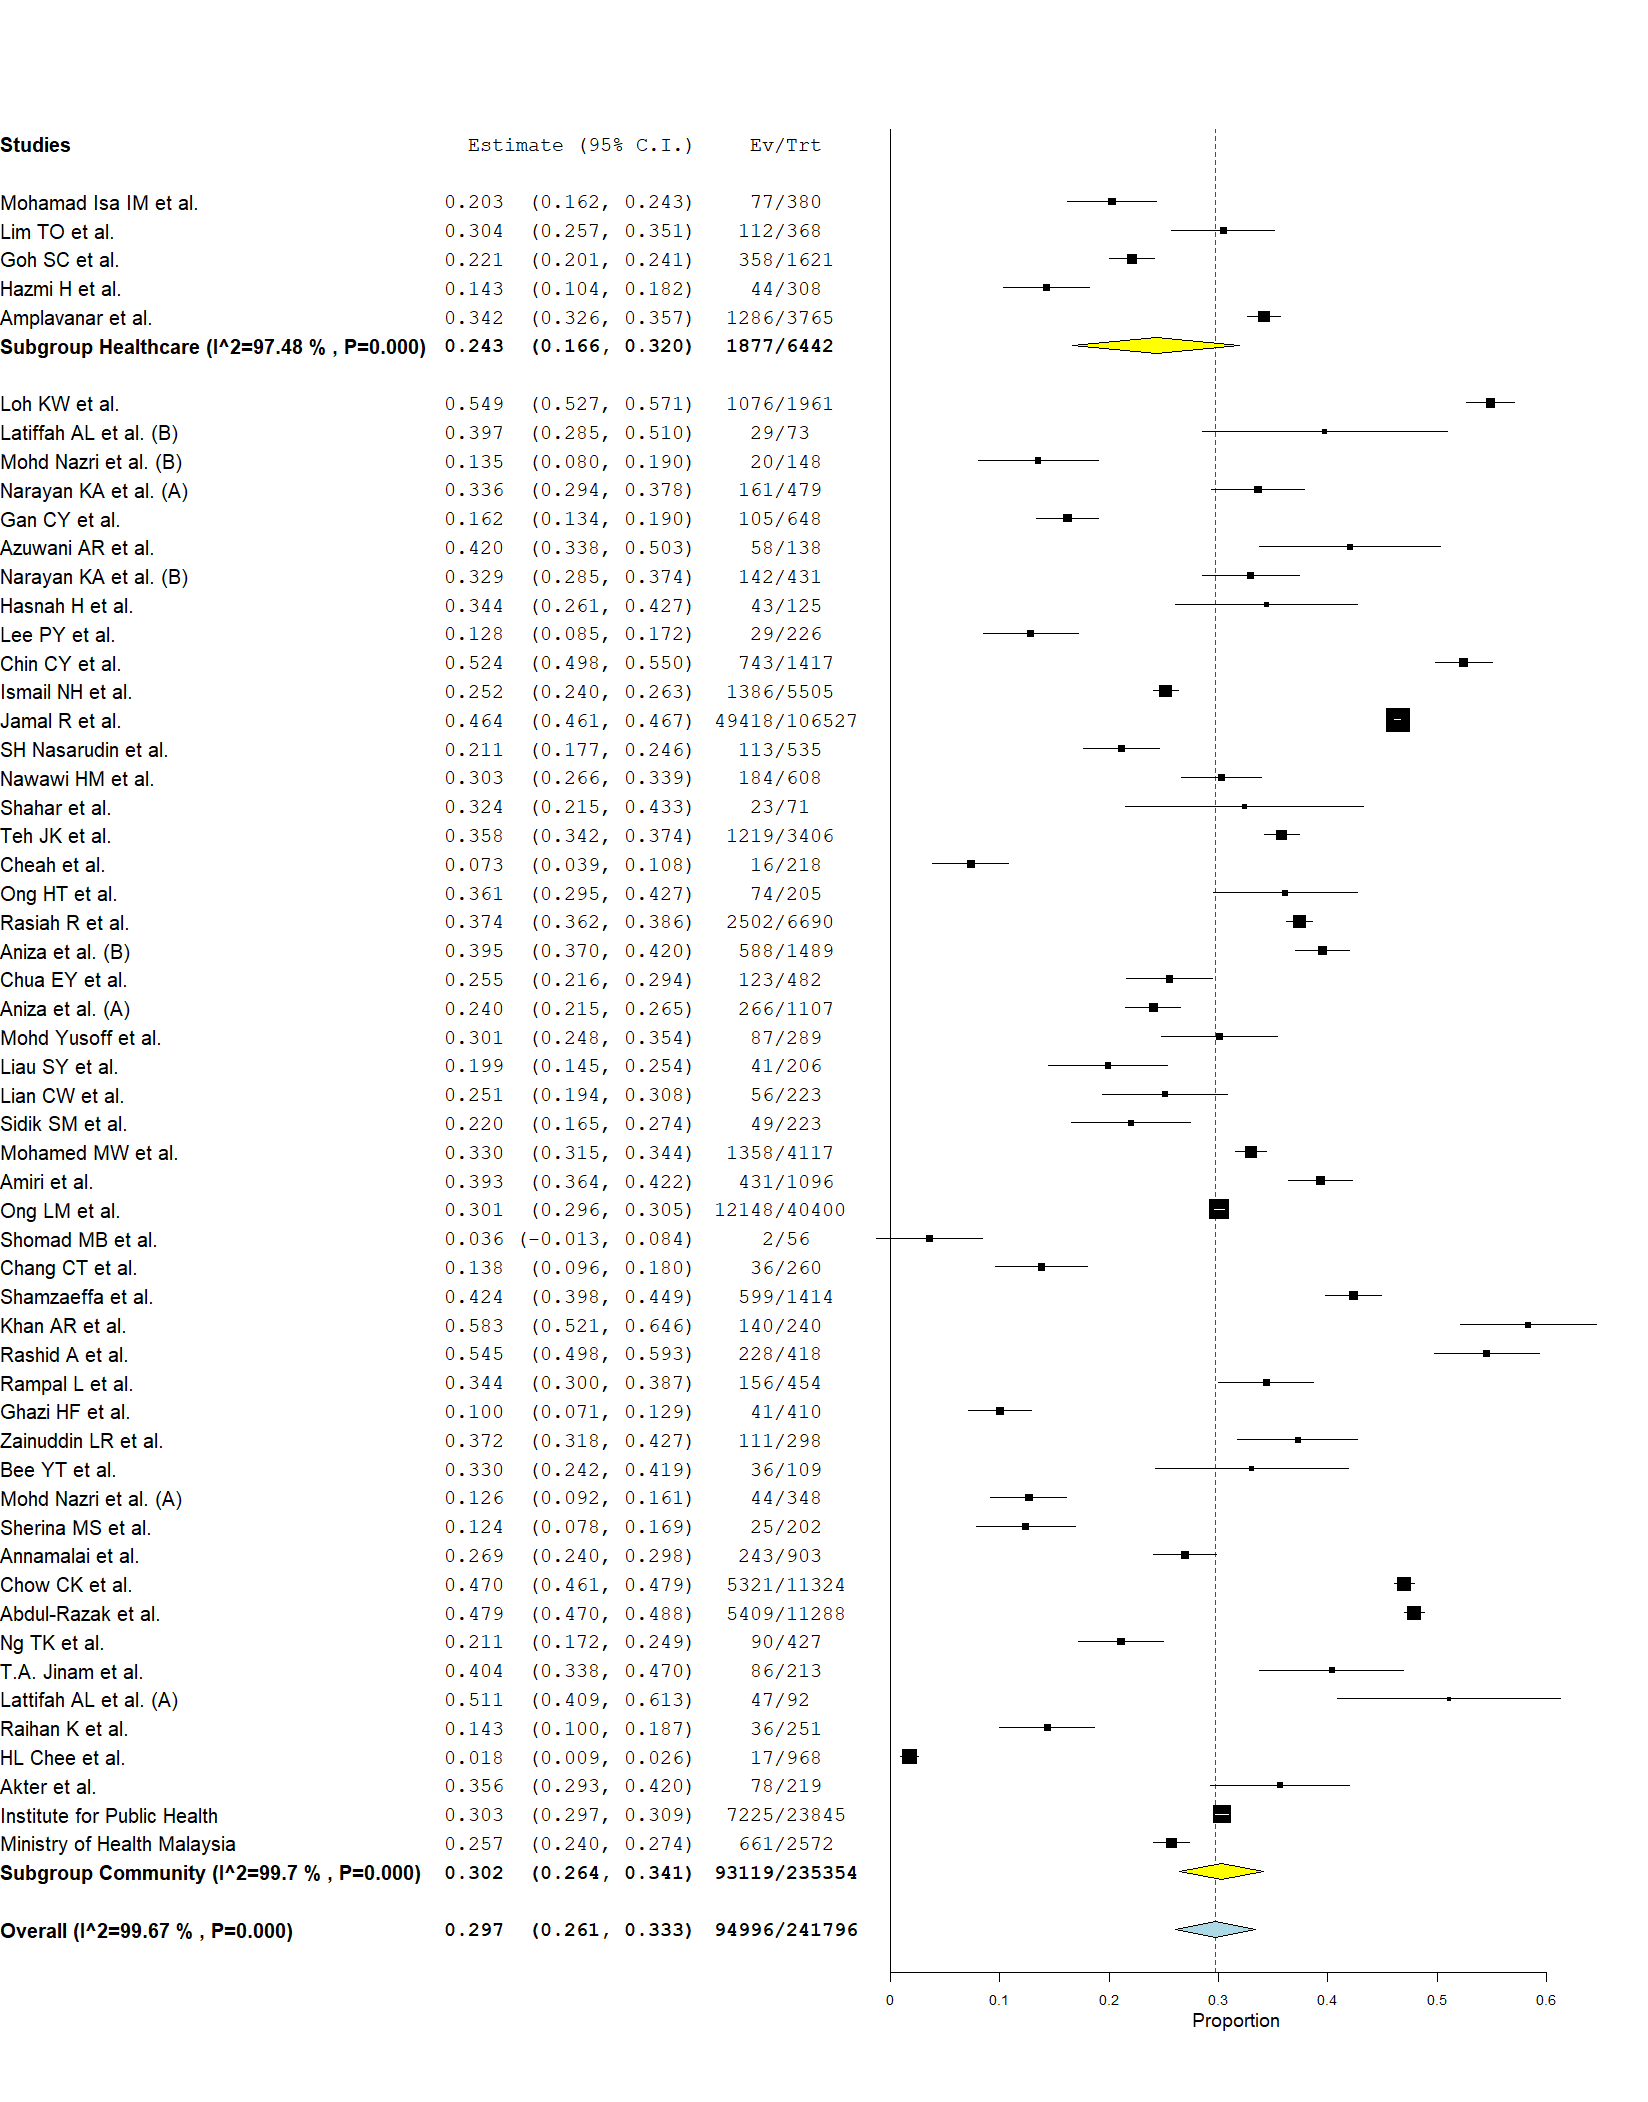 Studies Estimate (95% C.I.) Ev/Trt
Mohamad Isa IM et al. 0.203 (0.162, 0.243) 77/380
Lim TO et al. 0.304 (0.257, 0.351) 112/368
Goh SC et al. 0.221 (0.201, 0.241) 358/1621
Hazmi H et al. 0.143 (0.104, 0.182) 44/308
Amplavanar et al. 0.342 (0.326, 0.357) 1286/3765
Subgroup Healthcare (I^2=97.48 % , P=0.000) 0.243 (0.166, 0.320) 1877/6442
Loh KW et al. 0.549 (0.527, 0.571) 1076/1961
Latiffah AL et al. (B) 0.397 (0.285, 0.510) 29/73
Mohd Nazri et al. (B) 0.135 (0.080, 0.190) 20/148
Narayan KA et al. (A) 0.336 (0.294, 0.378) 161/479
Gan CY et al. 0.162 (0.134, 0.190) 105/648
Azuwani AR et al. 0.420 (0.338, 0.503) 58/138
Narayan KA et al. (B) 0.329 (0.285, 0.374) 142/431
Hasnah H et al. 0.344 (0.261, 0.427) 43/125
Lee PY et al. 0.128 (0.085, 0.172) 29/226
Chin CY et al. 0.524 (0.498, 0.550) 743/1417
Ismail NH et al. 0.252 (0.240, 0.263) 1386/5505
Jamal R et al. 0.464 (0.461, 0.467) 49418/106527
SH Nasarudin et al. 0.211 (0.177, 0.246) 113/535
Nawawi HM et al. 0.303 (0.266, 0.339) 184/608
Shahar et al. 0.324 (0.215, 0.433) 23/71
Teh JK et al. 0.358 (0.342, 0.374) 1219/3406
Cheah et al. 0.073 (0.039, 0.108) 16/218
Ong HT et al. 0.361 (0.295, 0.427) 74/205
Rasiah R et al. 0.374 (0.362, 0.386) 2502/6690
Aniza et al. (B) 0.395 (0.370, 0.420) 588/1489
Chua EY et al. 0.255 (0.216, 0.294) 123/482
Aniza et al. (A) 0.240 (0.215, 0.265) 266/1107
Mohd Yusoff et al. 0.301 (0.248, 0.354) 87/289
Liau SY et al. 0.199 (0.145, 0.254) 41/206
Lian CW et al. 0.251 (0.194, 0.308) 56/223
Sidik SM et al. 0.220 (0.165, 0.274) 49/223
Mohamed MW et al. 0.330 (0.315, 0.344) 1358/4117
Amiri et al. 0.393 (0.364, 0.422) 431/1096
Ong LM et al. 0.301 (0.296, 0.305) 12148/40400
Shomad MB et al. 0.036 (-0.013, 0.084) 2/56
Chang CT et al. 0.138 (0.096, 0.180) 36/260
Shamzaeffa et al. 0.424 (0.398, 0.449) 599/1414
Khan AR et al. 0.583 (0.521, 0.646) 140/240
Rashid A et al. 0.545 (0.498, 0.593) 228/418
Rampal L et al. 0.344 (0.300, 0.387) 156/454
Ghazi HF et al. 0.100 (0.071, 0.129) 41/410
Zainuddin LR et al. 0.372 (0.318, 0.427) 111/298
Bee YT et al. 0.330 (0.242, 0.419) 36/109
Mohd Nazri et al. (A) 0.126 (0.092, 0.161) 44/348
Sherina MS et al. 0.124 (0.078, 0.169) 25/202
Annamalai et al. 0.269 (0.240, 0.298) 243/903
Chow CK et al. 0.470 (0.461, 0.479) 5321/11324
Abdul-Razak et al. 0.479 (0.470, 0.488) 5409/11288
Ng TK et al. 0.211 (0.172, 0.249) 90/427
T.A. Jinam et al. 0.404 (0.338, 0.470) 86/213
Lattifah AL et al. (A) 0.511 (0.409, 0.613) 47/92
Raihan K et al. 0.143 (0.100, 0.187) 36/251
HL Chee et al. 0.018 (0.009, 0.026) 17/968
Akter et al. 0.356 (0.293, 0.420) 78/219
Institute for Public Health 0.303 (0.297, 0.309) 7225/23845
Ministry of Health Malaysia 0.257 (0.240, 0.274) 661/2572
Subgroup Community (I^2=99.7 % , P=0.000) 0.302 (0.264, 0.341) 93119/235354
Overall (I^2=99.67 % , P=0.000) 0.297 (0.261, 0.333) 94996/241796
0 0.1 0.2 0.3 0.4 0.5 0.6
Proportion